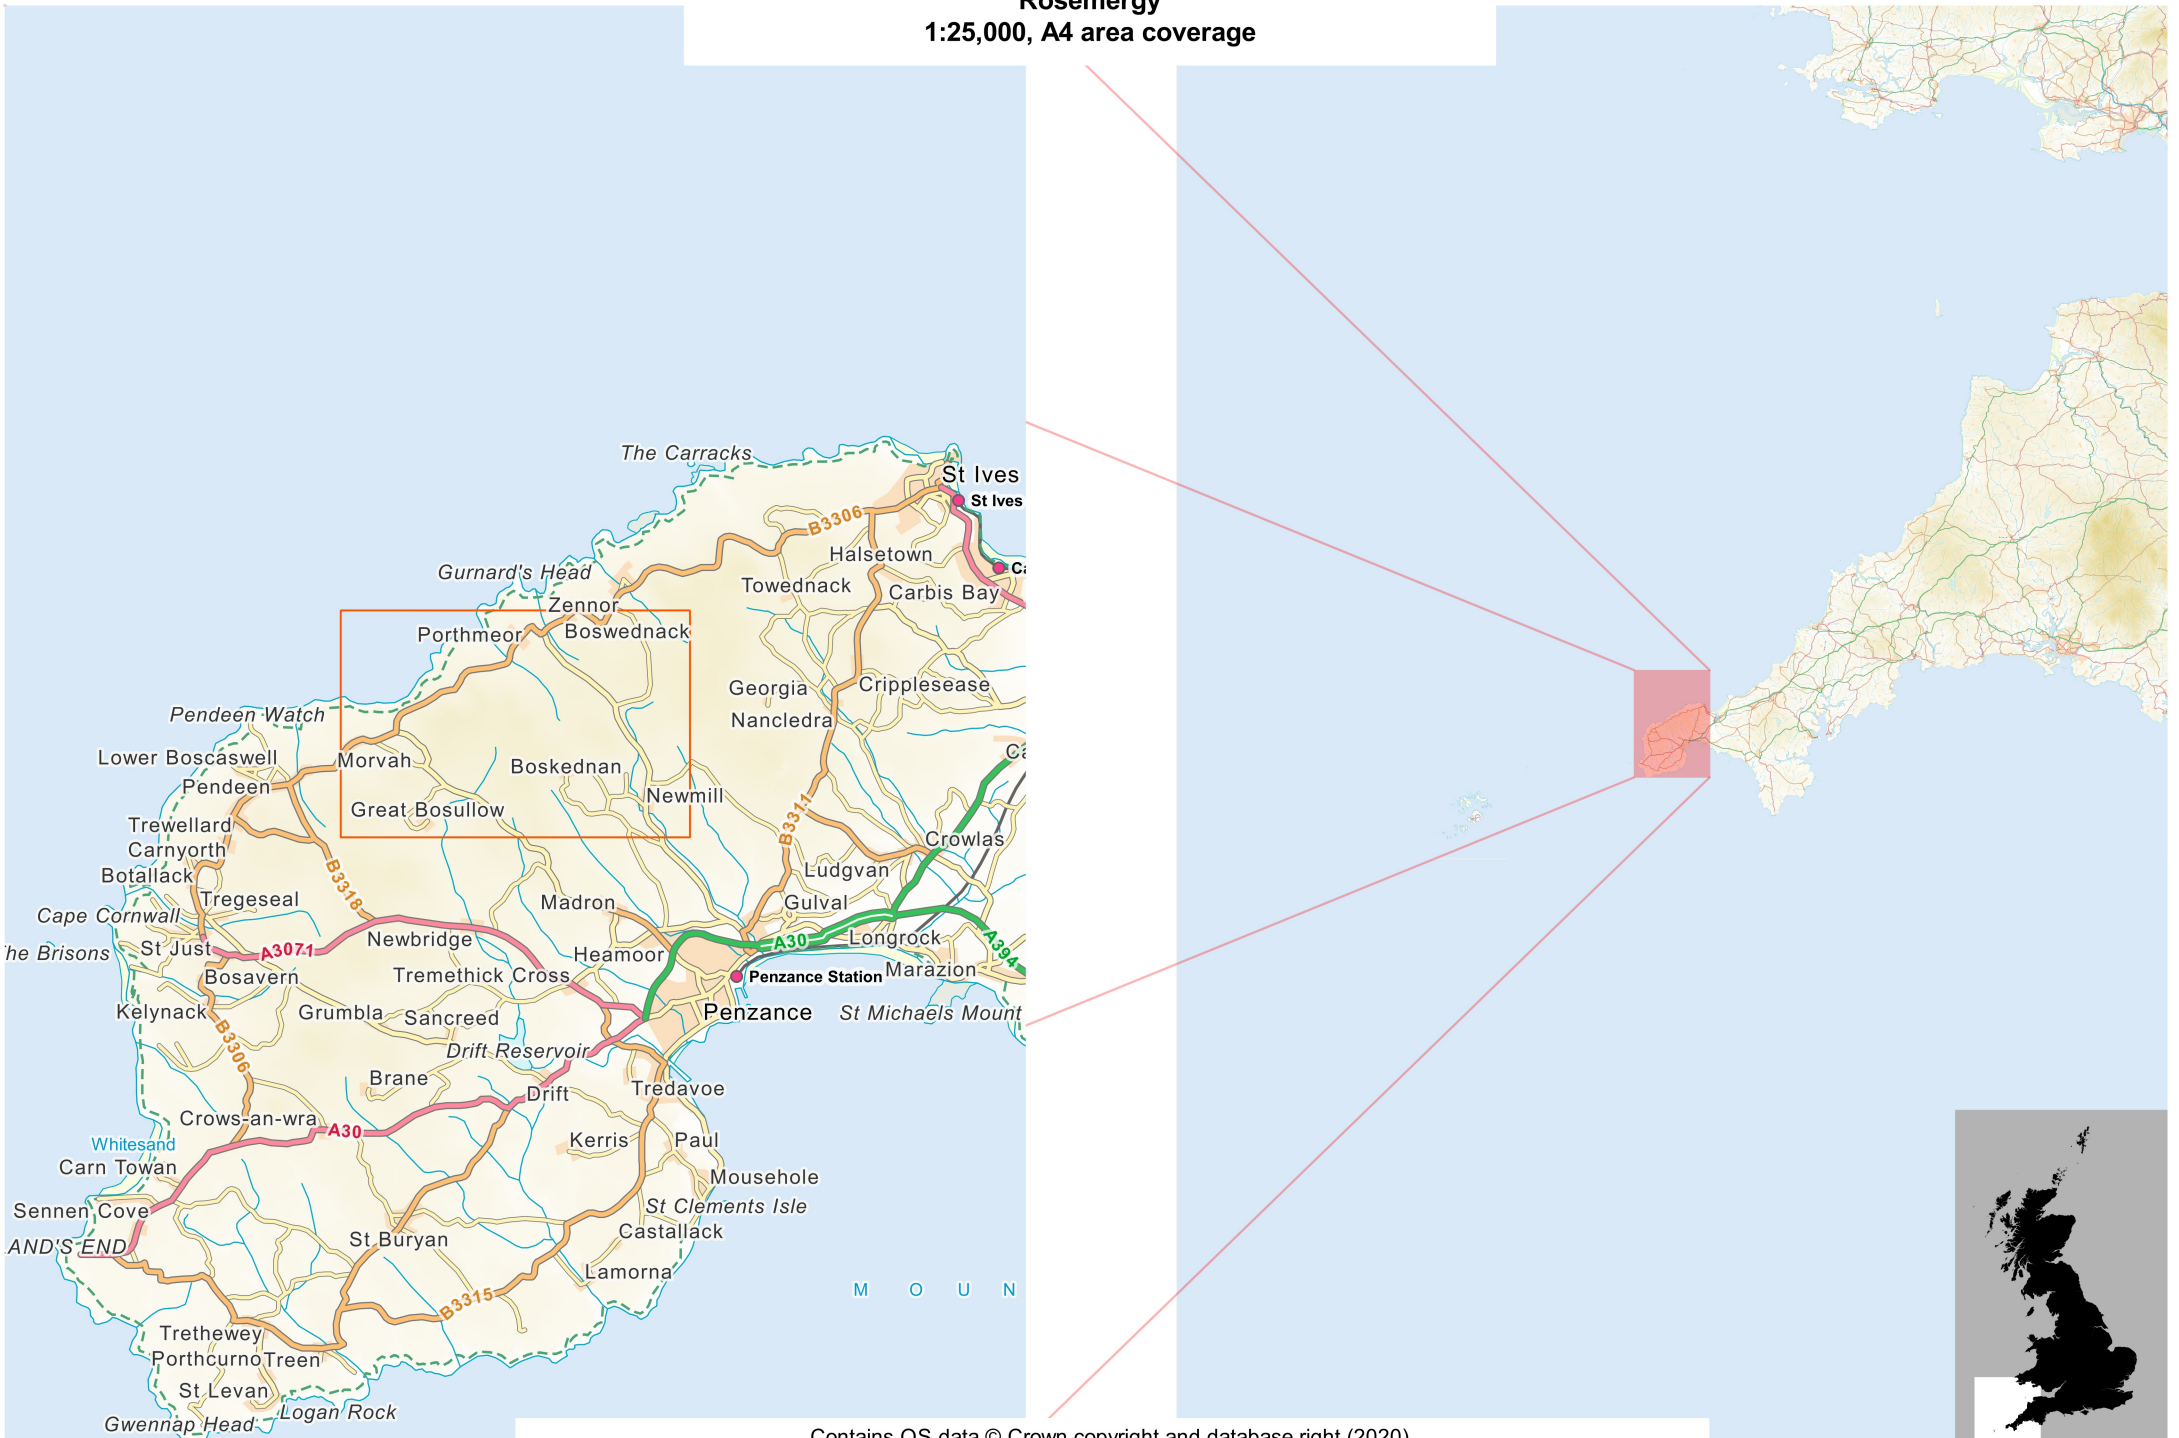 Rosemergy
1:25,000, A4 area coverage
The Carracks
St Ives
St Ives
B3306
Halsetown
Gurnard's Head
Towednack
Carbis Bay
Zennor
Porthmeor
Boswednack
Georgia
Cripplesease
Nancledra
Pendeen Watch
Lower Boscaswell
Morvah
Boskednan
Pendeen
Newmill
Great Bosullow
B3311
Trewellard
Carnyorth
Crowlas
Botallack
Ludgvan
B3318
Tregeseal
Madron
Gulval
Cape Cornwall
St Just
A3071
Newbridge
A30
Longrock
A394
he Brisons
Heamoor
Bosavern
Tremethick Cross
Penzance Station
Marazion
Kelynack
Grumbla
Sancreed
Penzance
St Michaels Mount
B3306
Drift Reservoir
Brane
Drift
Tredavoe
Crows-an-wra
A30
Kerris
Paul
Whitesand
Carn Towan
Mousehole
Sennen Cove
St Clements Isle
Castallack
AND'S END
St Buryan
Lamorna
M O U N
B3315
Trethewey
Porthcurno
Treen
St Levan
Logan Rock
Gwennap Head
Contains OS data © Crown copyright and database right (2020)